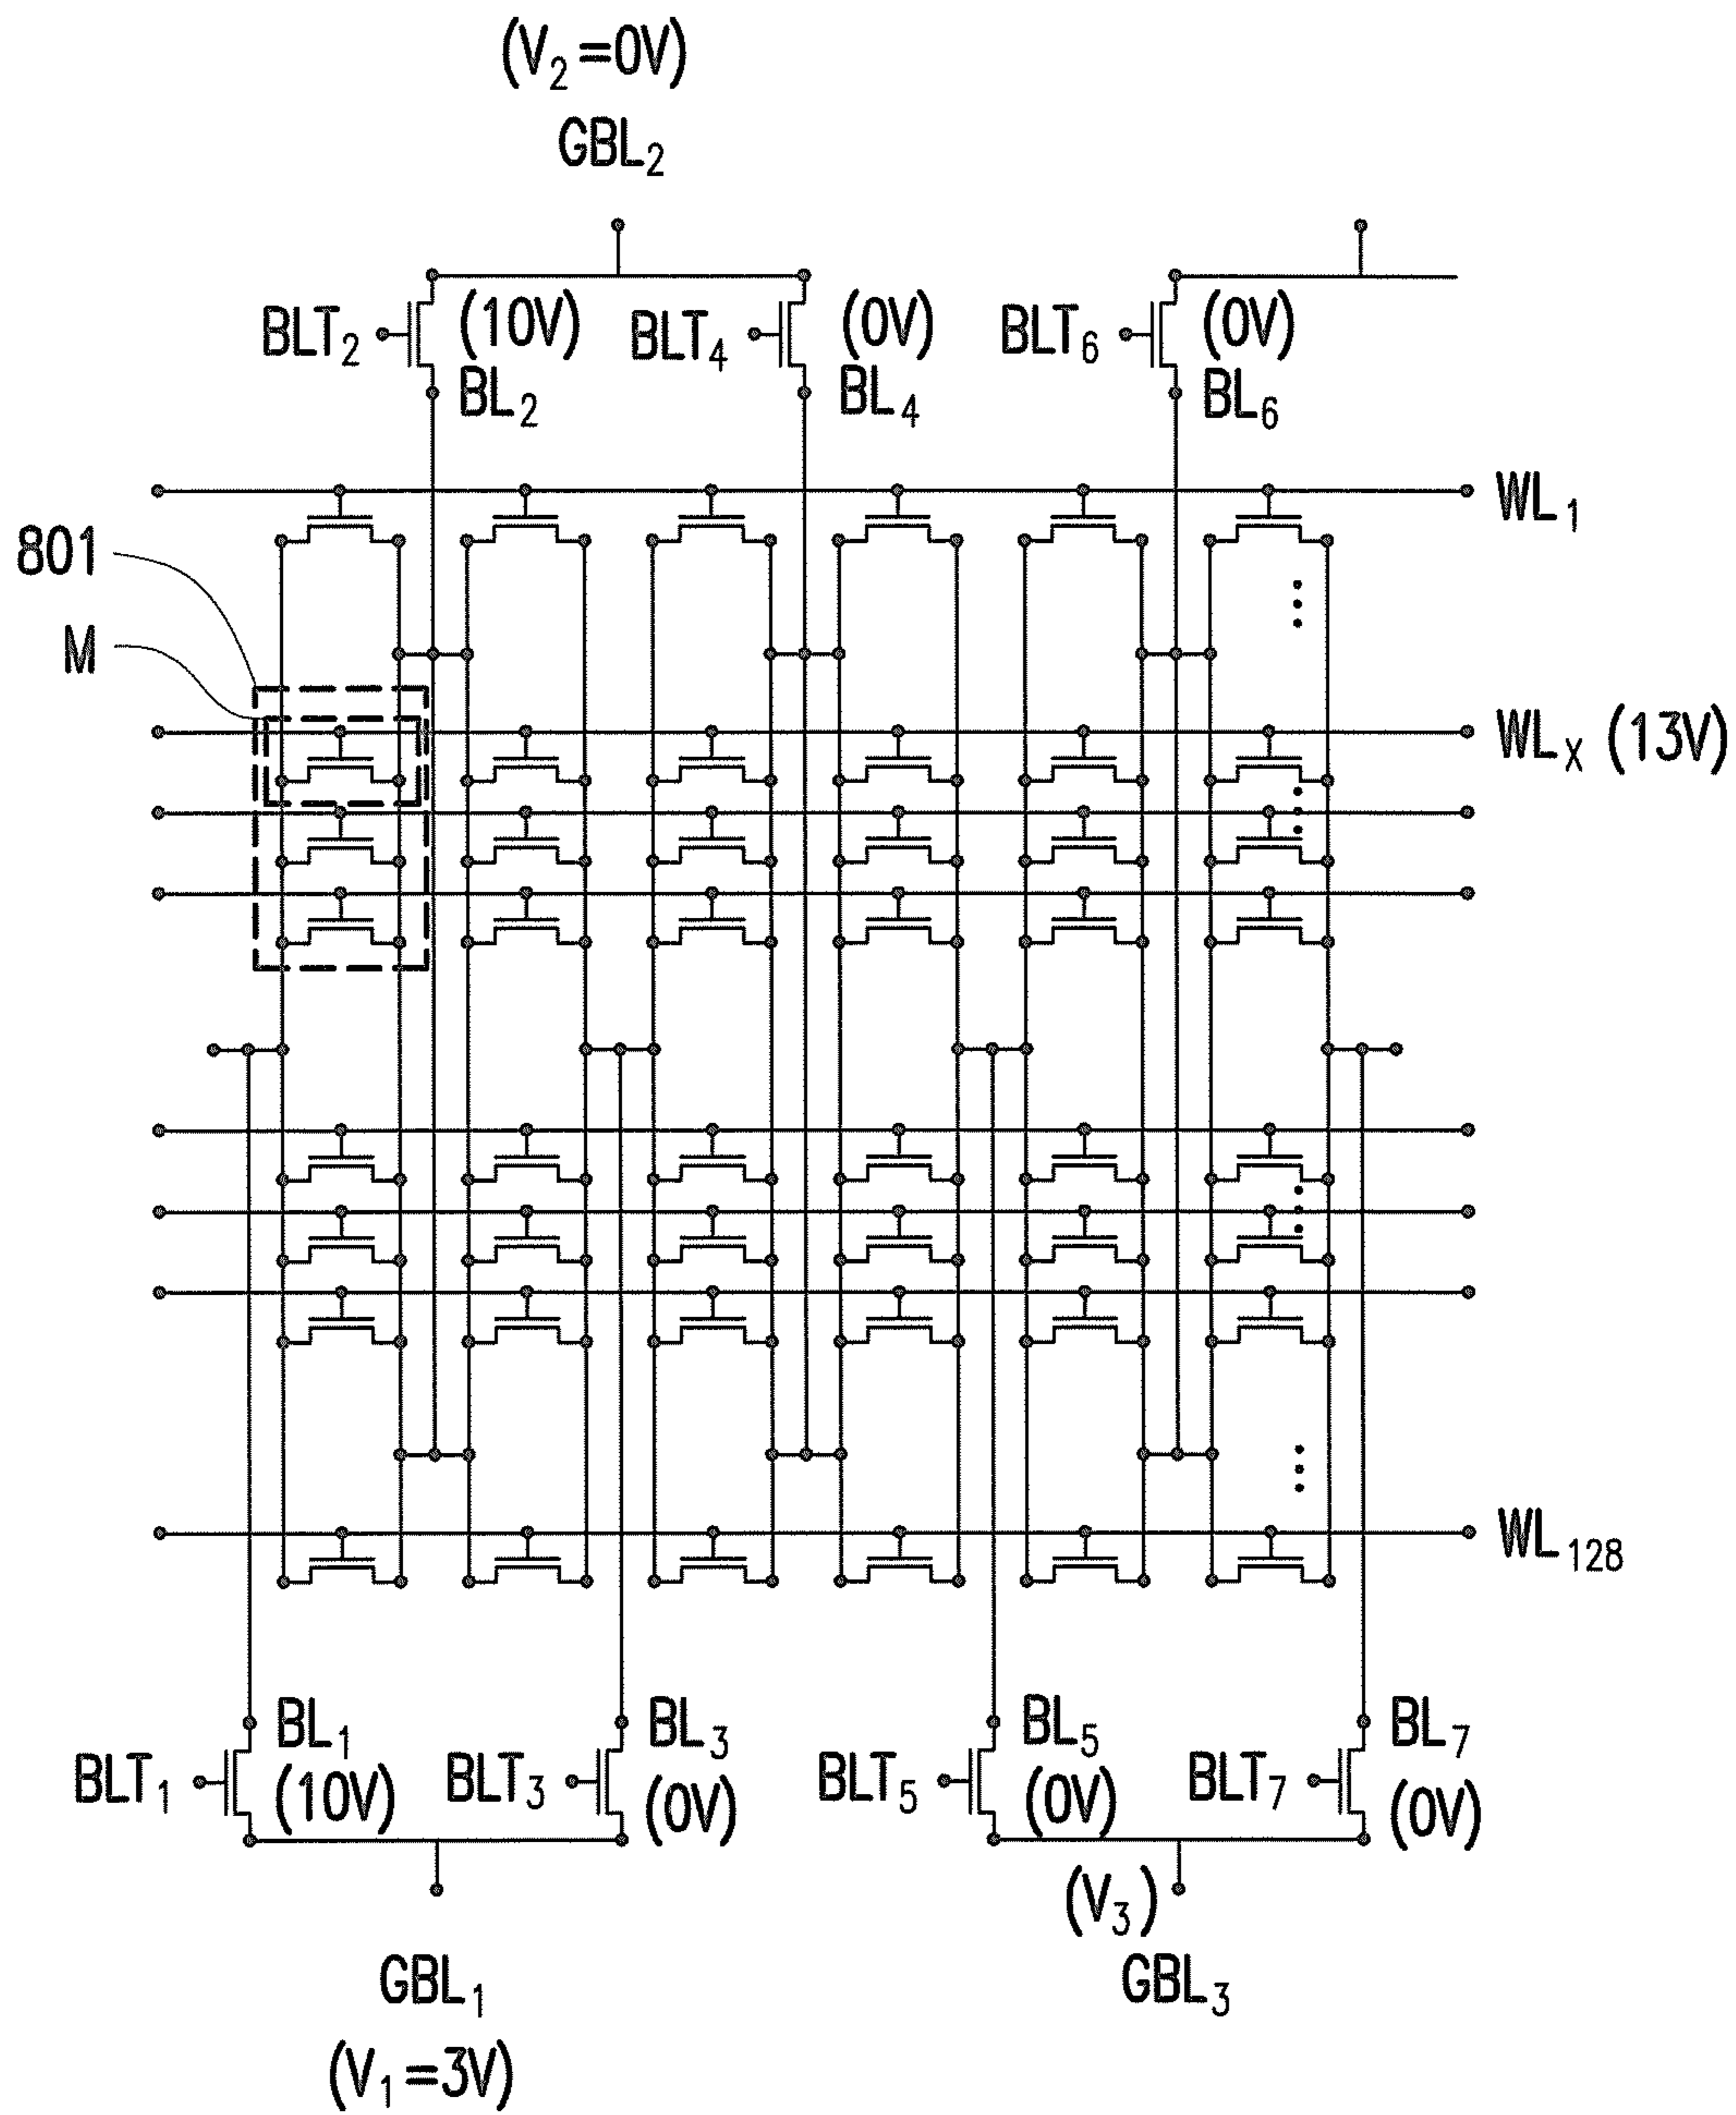 (V₂=0V)
GBL₂
BLT₂ (10V) BLT₄ (0V) BLT₆ (0V)
BL₂ BL₄ BL₆
WL₁
801
M
WLₓ (13V)
WL₁₂₈
BL₁ BL₃ BL₅ BL₇
BLT₁ (10V) BLT₃ (0V) BLT₅ (0V) BLT₇ (0V)
(V₃)
GBL₁ GBL₃
(V₁=3V)